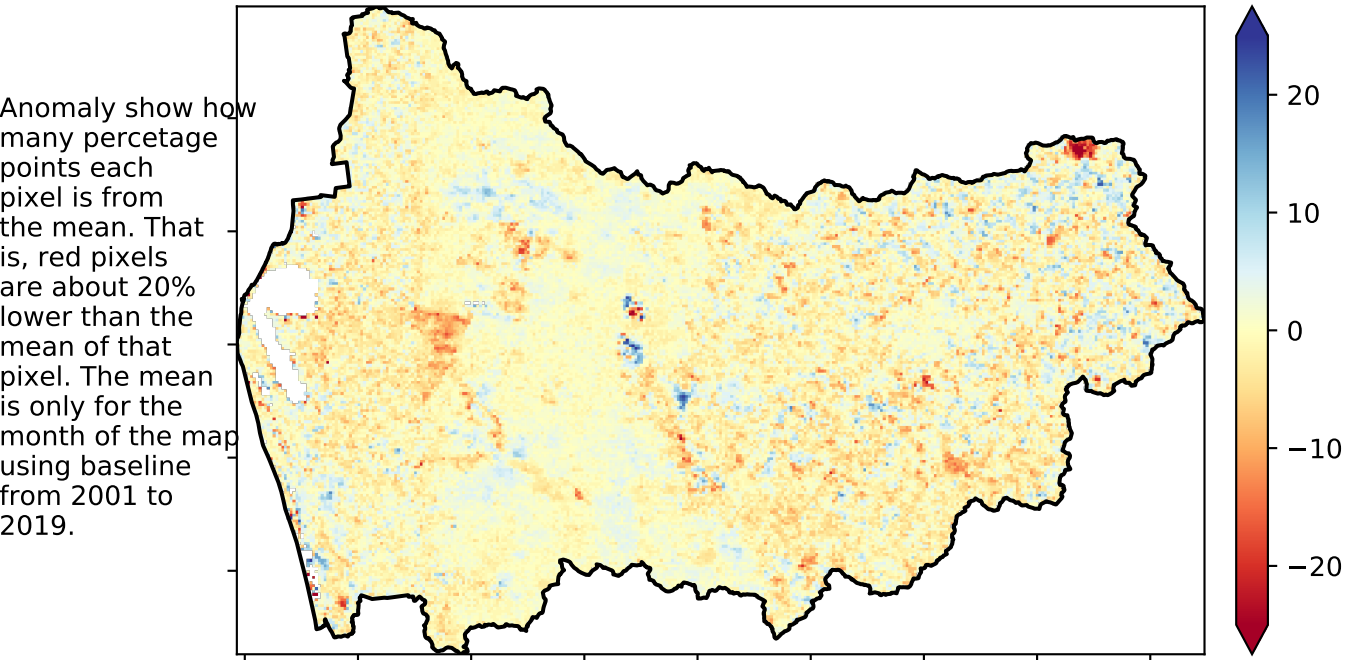 Anomaly show how
many percetage
points each
pixel is from
the mean. That
is, red pixels
are about 20%
lower than the
mean of that
pixel. The mean
is only for the
month of the map
using baseline
from 2001 to
2019.
20
10
0
−10
−20